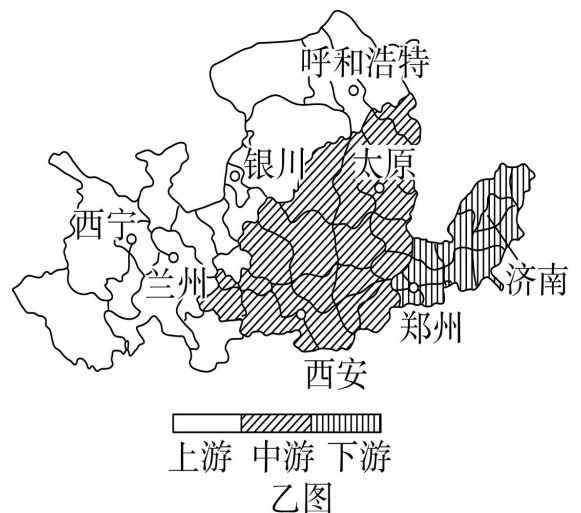 呼和浩特
银川
太原
西宁
兰州
济南
郑州
西安
上游 中游 下游
乙图